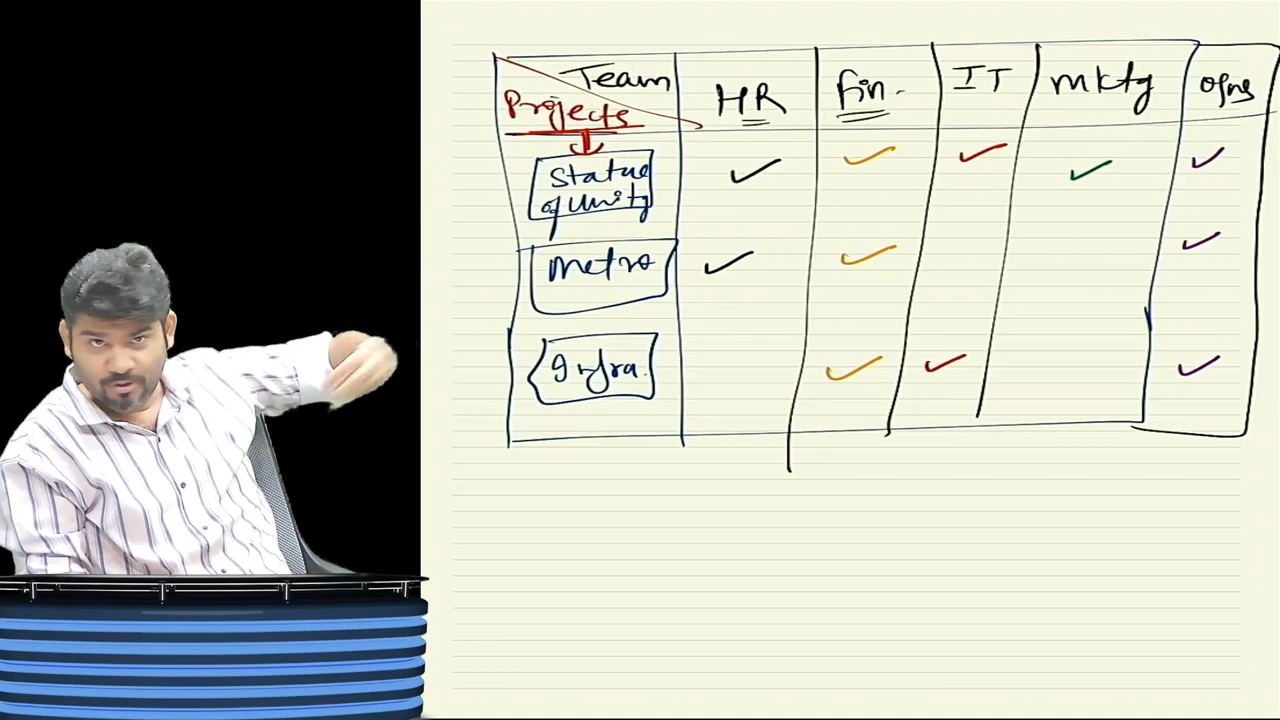 Team
Projects
HR
Fin.
IT
mktg
opns
Statue
of Unity
Metro
Infra.